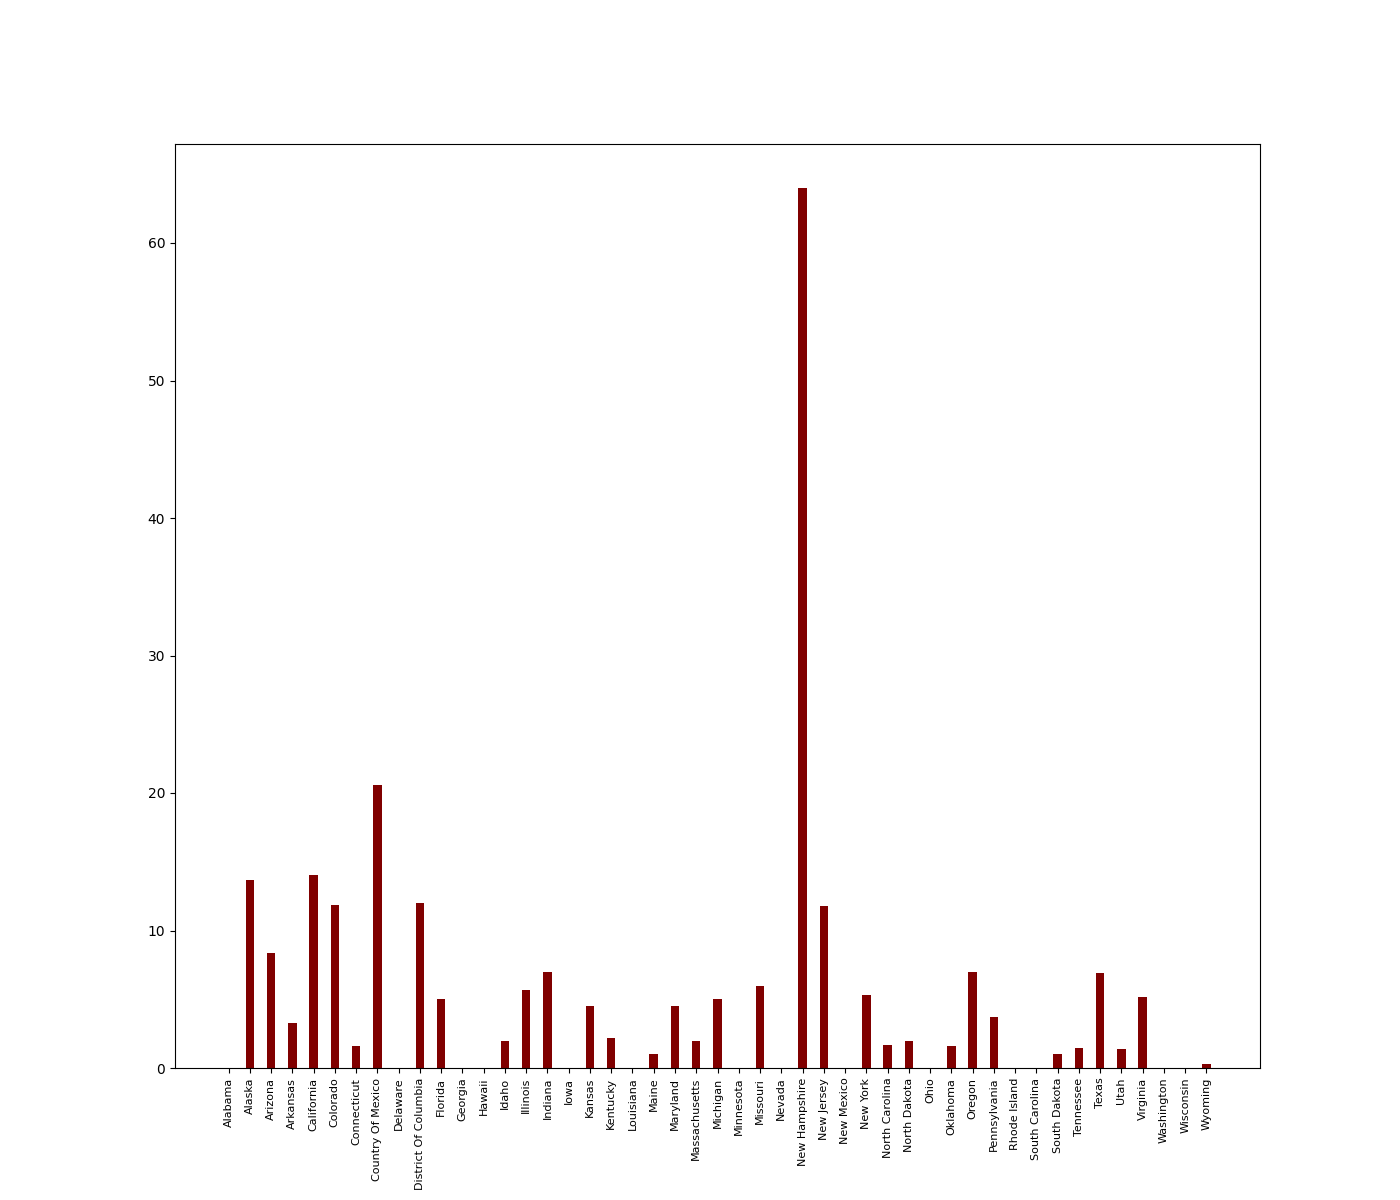 60
50
40
30
20
10
0
Alabama
Alaska
Arizona
Arkansas
California
Colorado
Connecticut
Country Of Mexico
Delaware
District Of Columbia
Florida
Georgia
Hawaii
Idaho
Illinois
Indiana
Iowa
Kansas
Kentucky
Louisiana
Maine
Maryland
Massachusetts
Michigan
Minnesota
Missouri
Nevada
New Hampshire
New Jersey
New Mexico
New York
North Carolina
North Dakota
Ohio
Oklahoma
Oregon
Pennsylvania
Rhode Island
South Carolina
South Dakota
Tennessee
Texas
Utah
Virginia
Washington
Wisconsin
Wyoming